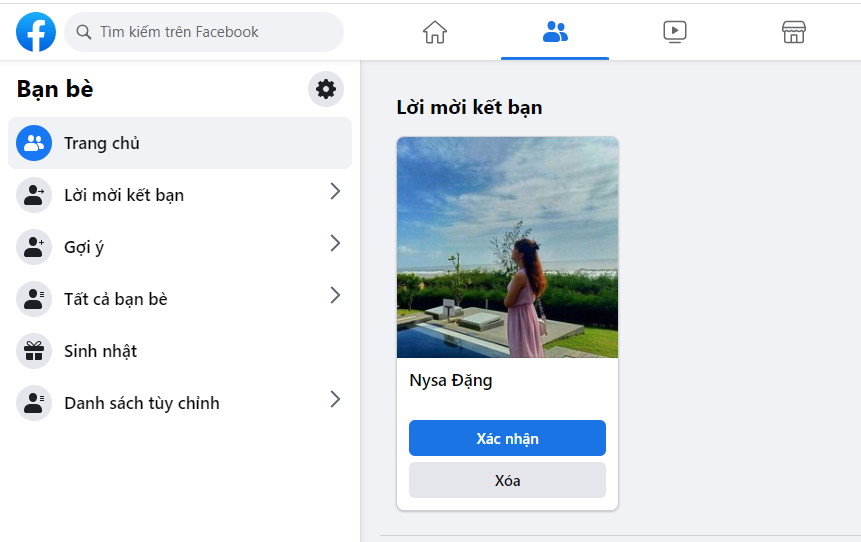 Tìm kiếm trên Facebook
Bạn bè
Trang chủ
Lời mời kết bạn
Gợi ý
Tất cả bạn bè
Sinh nhật
Danh sách tùy chỉnh
Lời mời kết bạn
Nysa Đặng
Xác nhận
Xóa